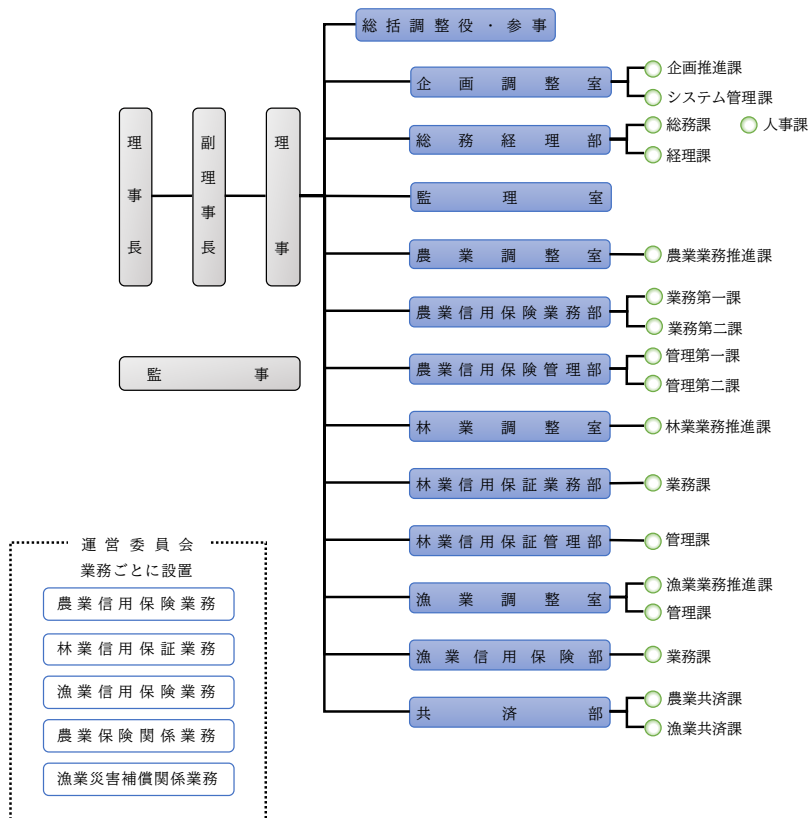 総括調整役・参事
企画調整室
企画推進課
システム管理課
総務経理部
総務課 人事課
経理課
理事長
副理事長
理事
監理室
農業調整室
農業業務推進課
農業信用保険業務部
業務第一課
業務第二課
監事
農業信用保険管理部
管理第一課
管理第二課
林業調整室
林業業務推進課
林業信用保証業務部
業務課
林業信用保証管理部
管理課
漁業調整室
漁業業務推進課
管理課
漁業信用保険部
業務課
共済部
農業共済課
漁業共済課
運営委員会
業務ごとに設置
農業信用保険業務
林業信用保証業務
漁業信用保険業務
農業保険関係業務
漁業災害補償関係業務